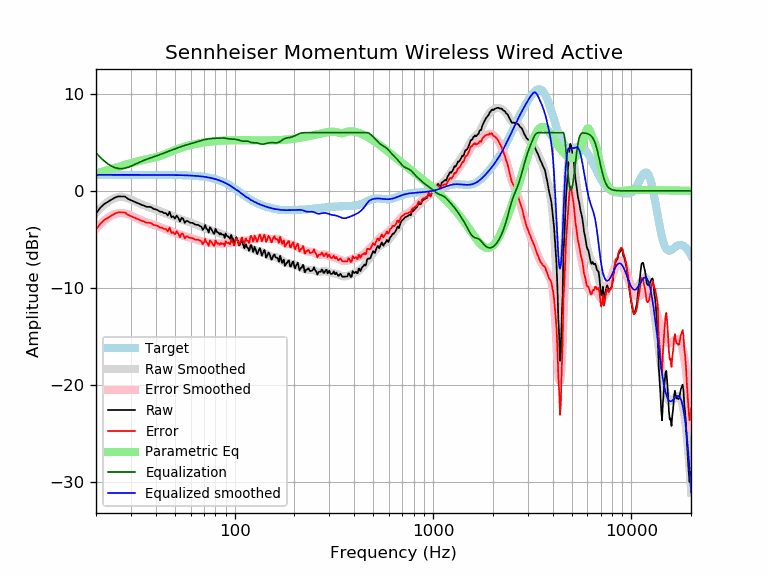 Sennheiser Momentum Wireless Wired Active
Amplitude (dBr)
10
0
−10
−20
−30
Target
Raw Smoothed
Error Smoothed
Raw
Error
Parametric Eq
Equalization
Equalized smoothed
100
1000
10000
Frequency (Hz)